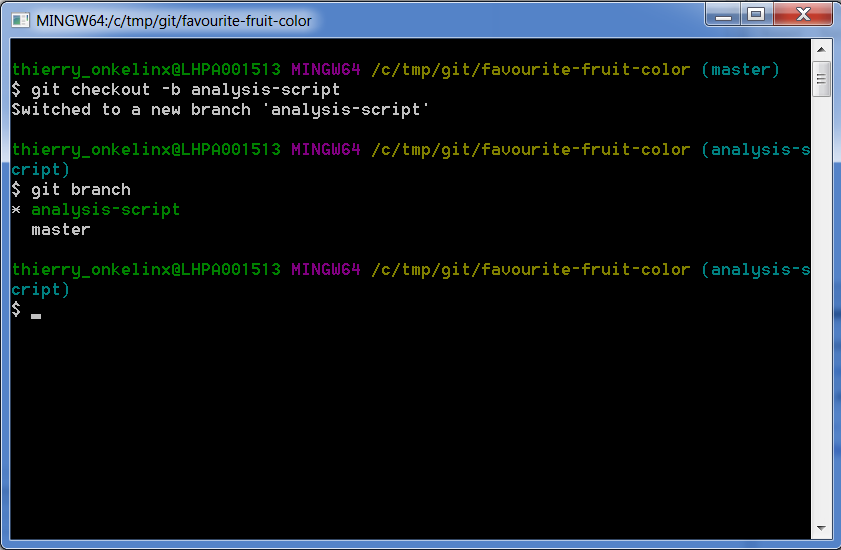 MINGW64:/c/tmp/git/favourite-fruit-color
thierry_onkelinx@LHPA001513 MINGW64 /c/tmp/git/favourite-fruit-color (master)
$ git checkout -b analysis-script
Switched to a new branch 'analysis-script'
thierry_onkelinx@LHPA001513 MINGW64 /c/tmp/git/favourite-fruit-color (analysis-s
cript)
$ git branch
* analysis-script
  master
thierry_onkelinx@LHPA001513 MINGW64 /c/tmp/git/favourite-fruit-color (analysis-s
cript)
$